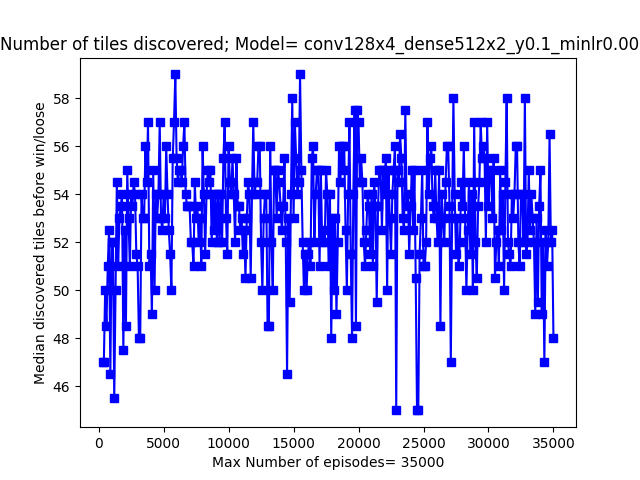 Number of tiles discovered; Model= conv128x4_dense512x2_y0.1_minlr0.00
Median discovered tiles before win/loose
58
56
54
52
50
48
46
0 5000 10000 15000 20000 25000 30000 35000
Max Number of episodes= 35000